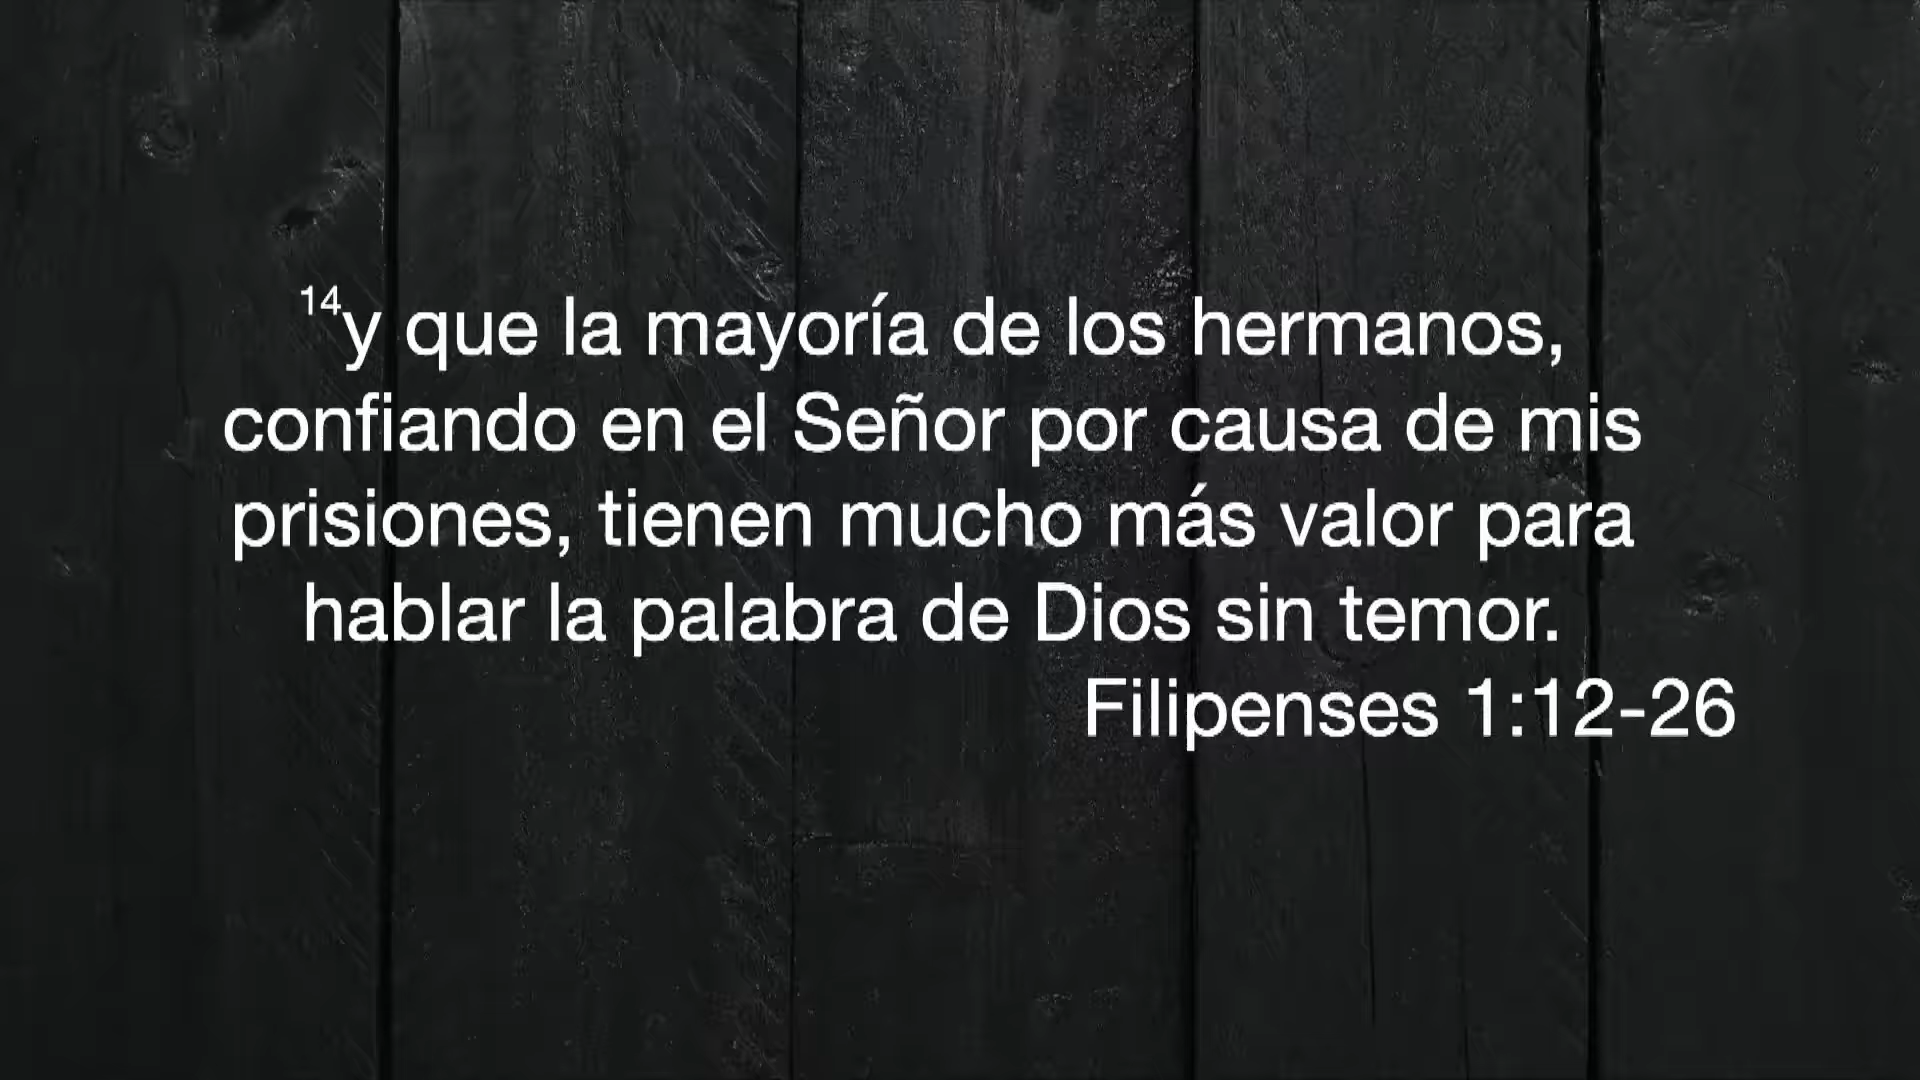 14y que la mayoría de los hermanos,
confiando en el Señor por causa de mis
prisiones, tienen mucho más valor para
hablar la palabra de Dios sin temor.
Filipenses 1:12-26